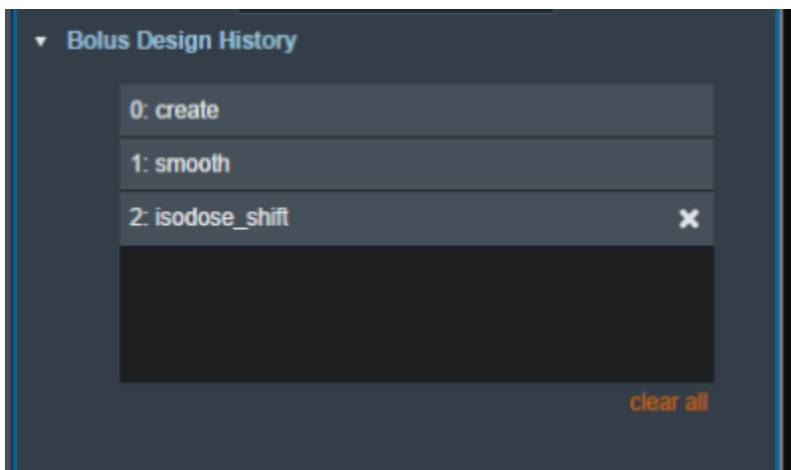 Bolus Design History
0: create
1: smooth
2: isodose_shift
clear all